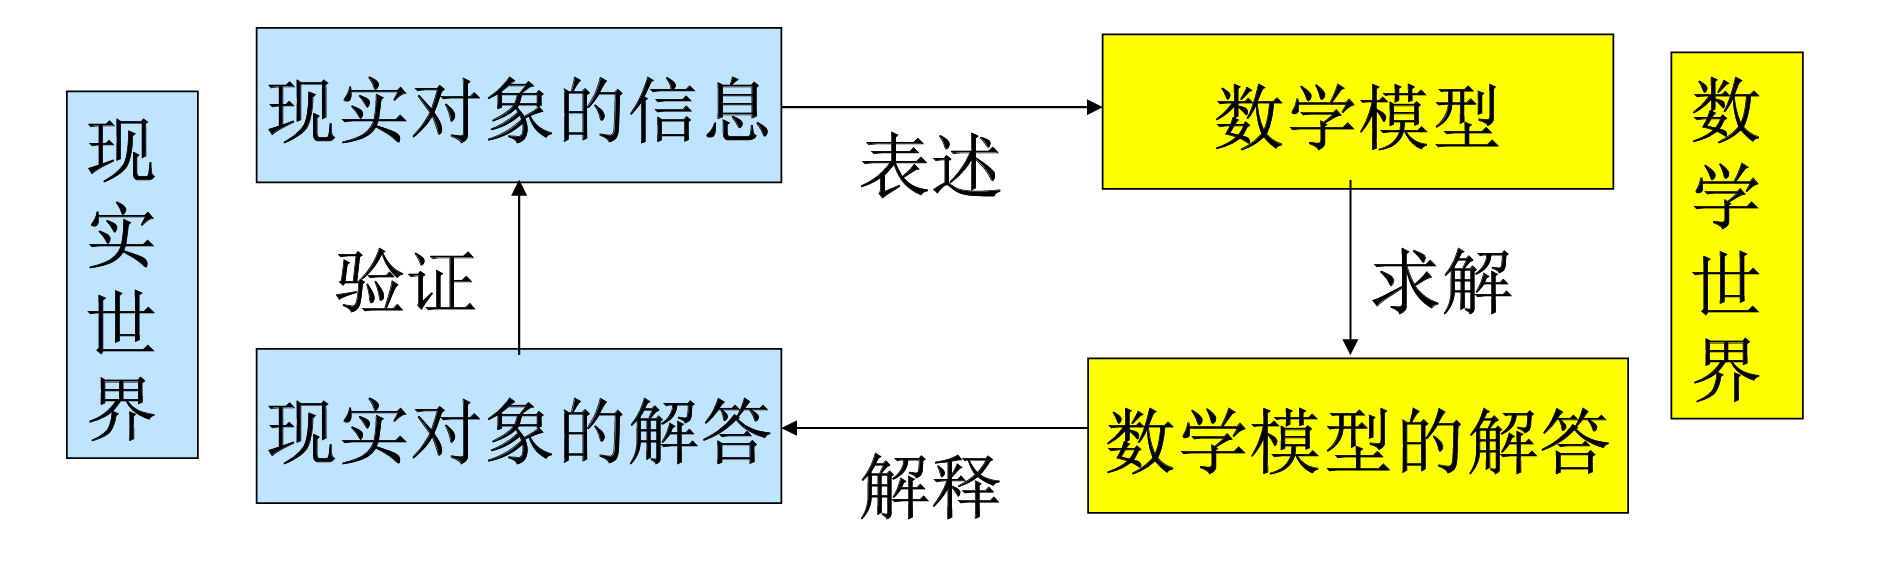 现实世界
现实对象的信息
表述
数学模型
数学世界
验证
求解
现实对象的解答
解释
数学模型的解答